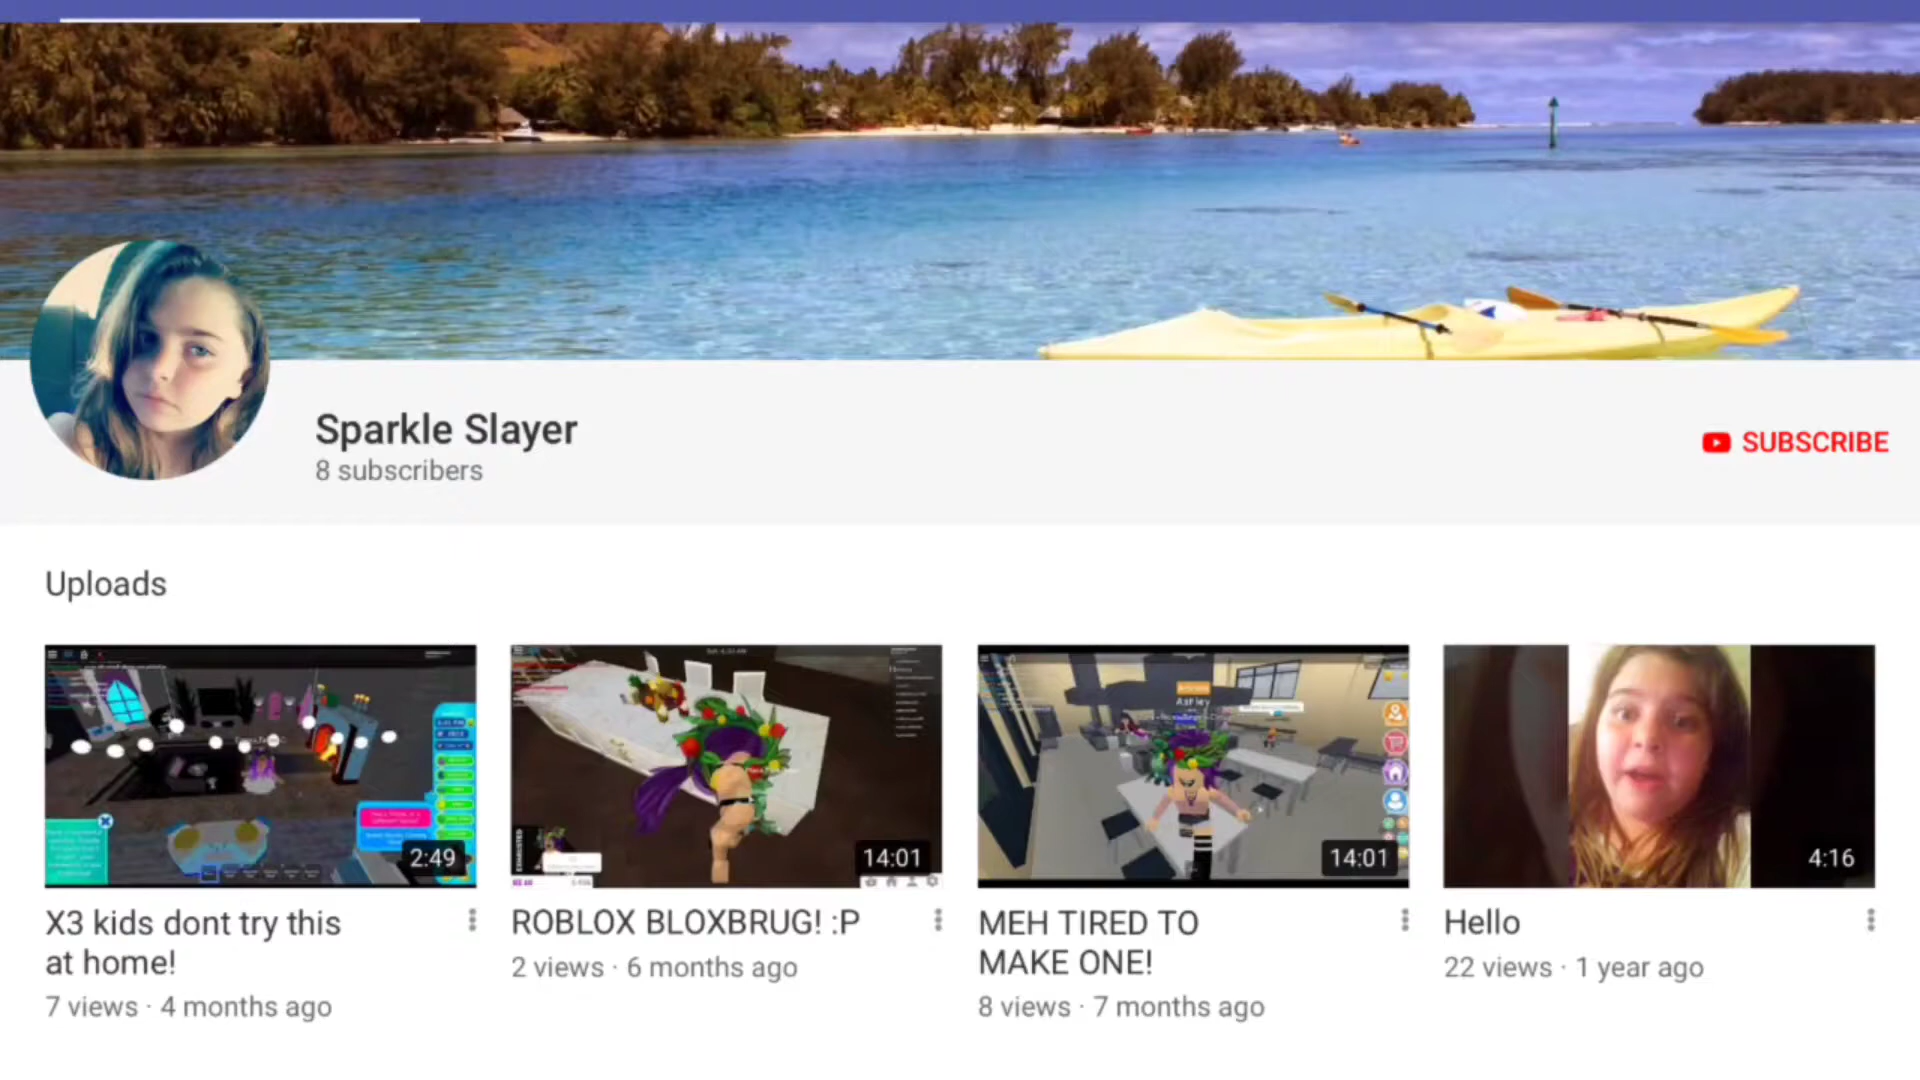 Sparkle Slayer
8 subscribers
SUBSCRIBE
Uploads
2:49
14:01
14:01
4:16
X3 kids dont try this
at home!
7 views · 4 months ago
ROBLOX BLOXBRUG! :P
2 views · 6 months ago
MEH TIRED TO
MAKE ONE!
8 views · 7 months ago
Hello
22 views · 1 year ago
Ashley
EXHAUSTED